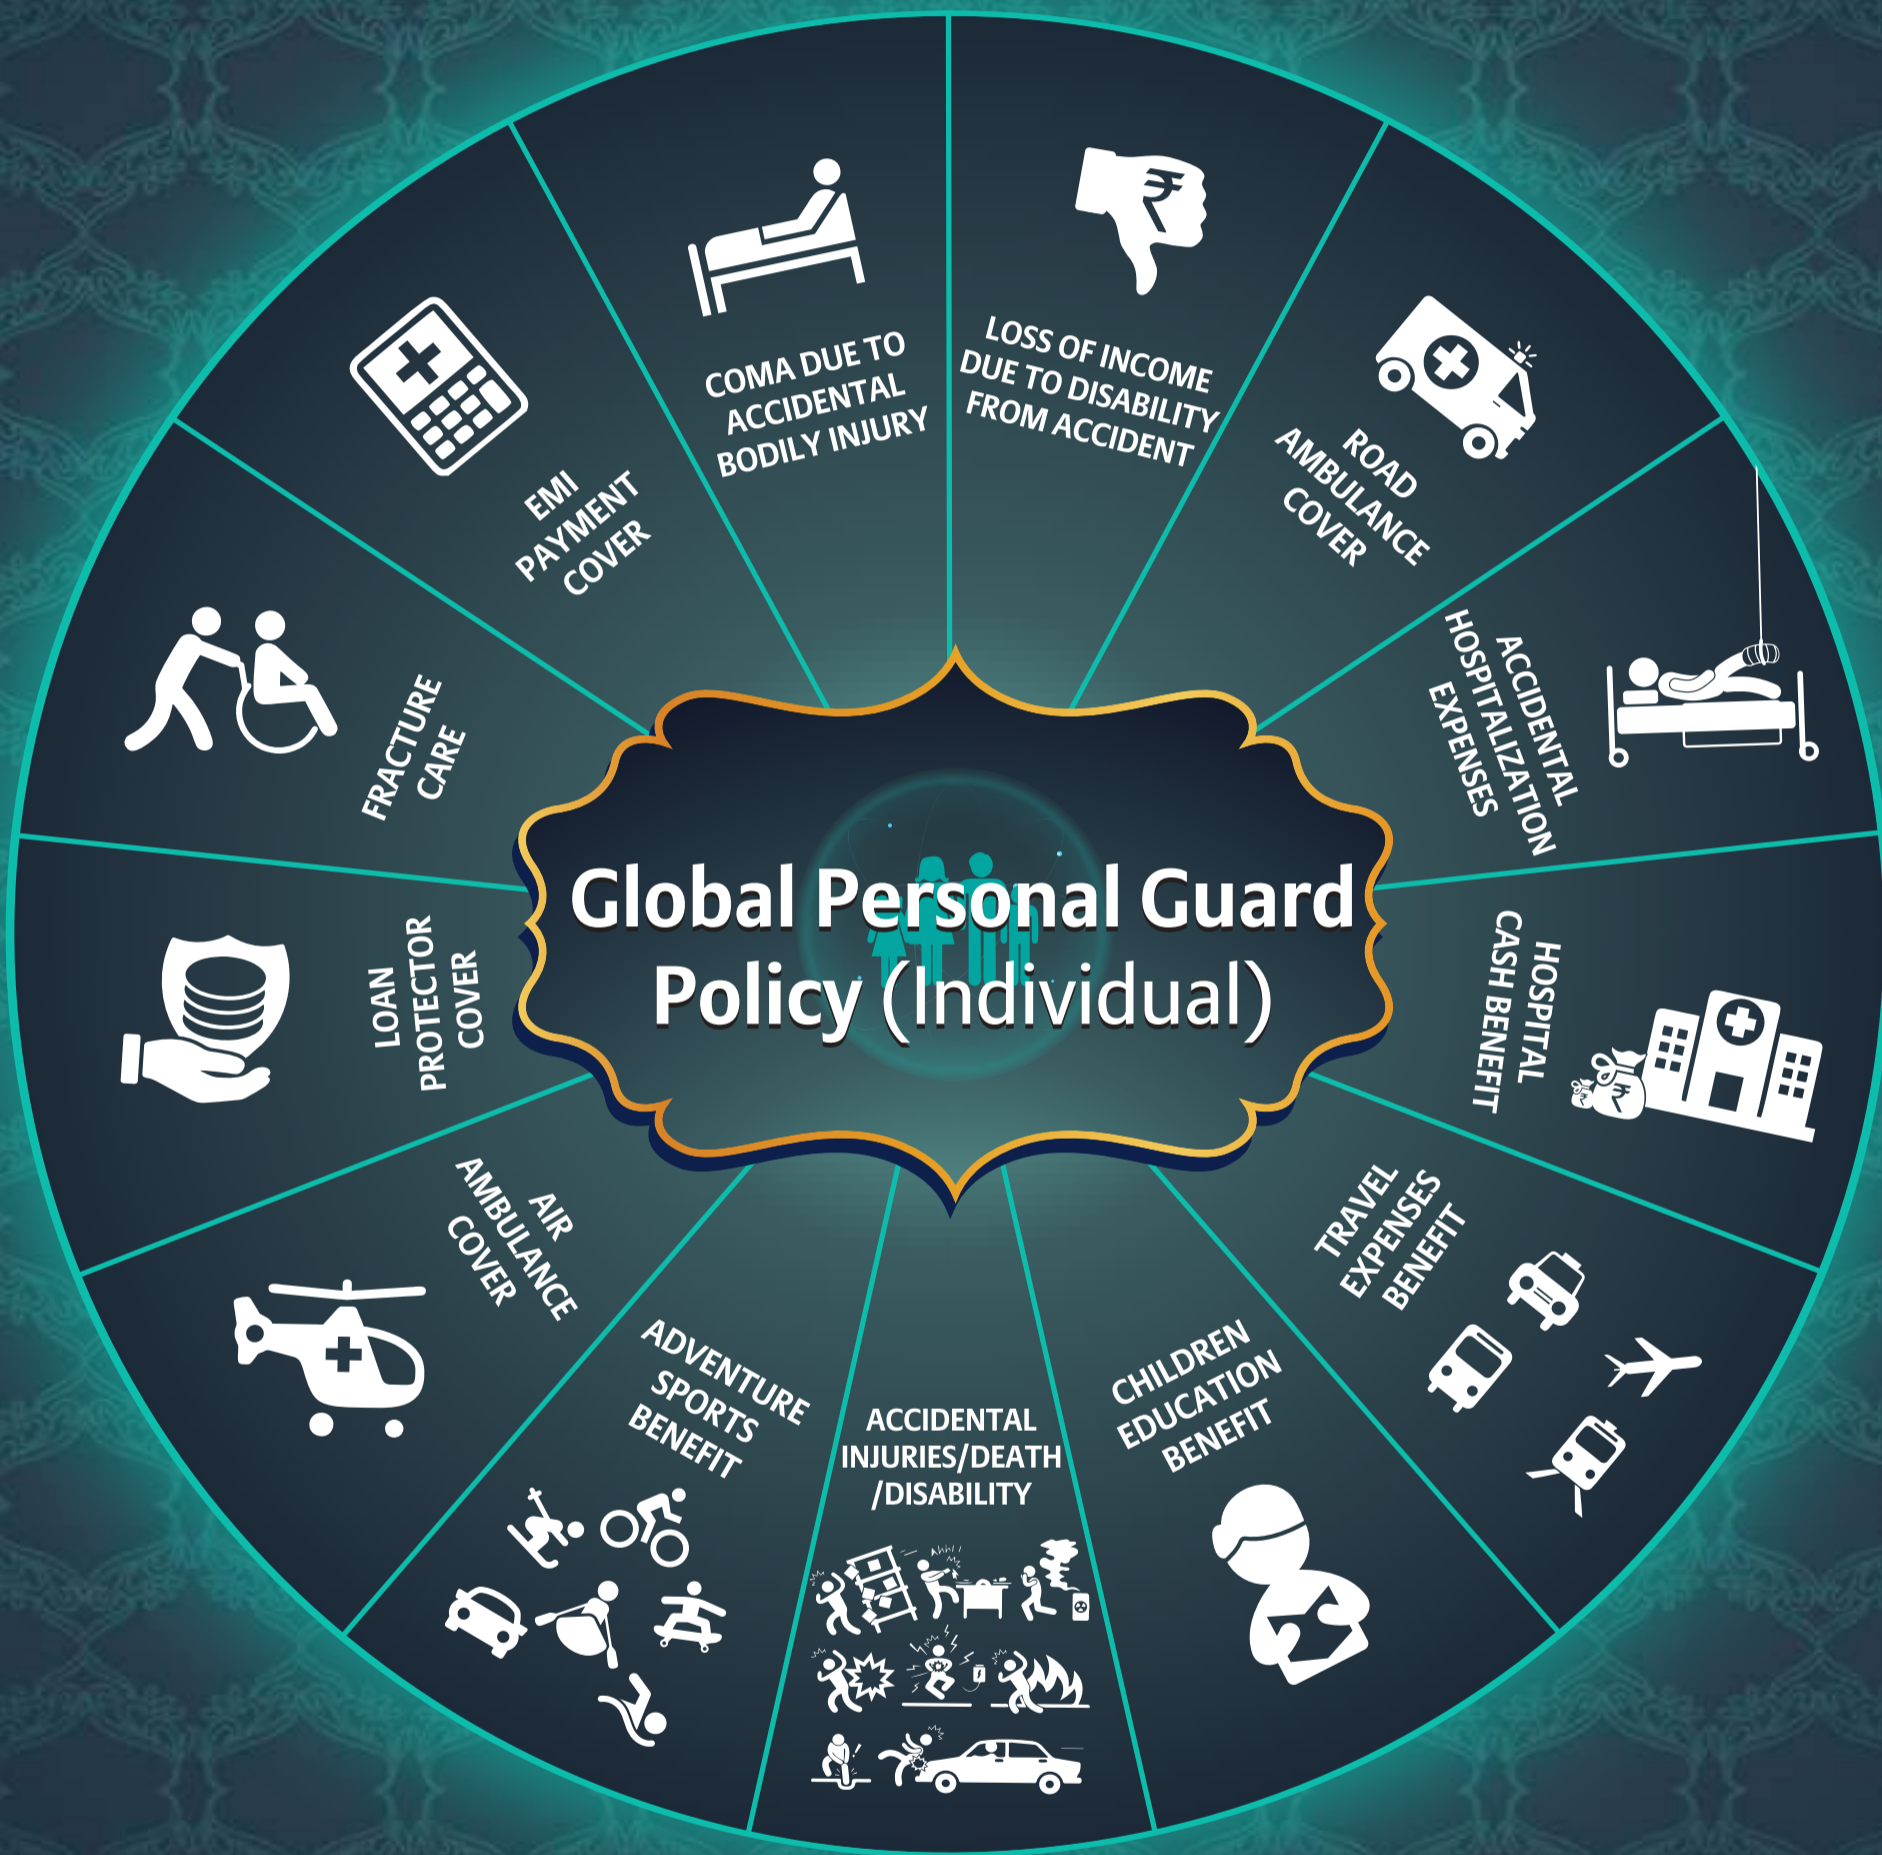 Global Personal Guard
Policy (Individual)
LOSS OF INCOME
DUE TO DISABILITY
FROM ACCIDENT
ROAD
AMBULANCE
COVER
ACCIDENTAL
HOSPITALIZATION
EXPENSES
HOSPITAL
CASH BENEFIT
TRAVEL
EXPENSES
BENEFIT
CHILDREN
EDUCATION
BENEFIT
ACCIDENTAL
INJURIES/DEATH
/DISABILITY
ADVENTURE
SPORTS
BENEFIT
AIR
AMBULANCE
COVER
LOAN
PROTECTOR
COVER
FRACTURE
CARE
EMI
PAYMENT
COVER
COMA DUE TO
ACCIDENTAL
BODILY INJURY